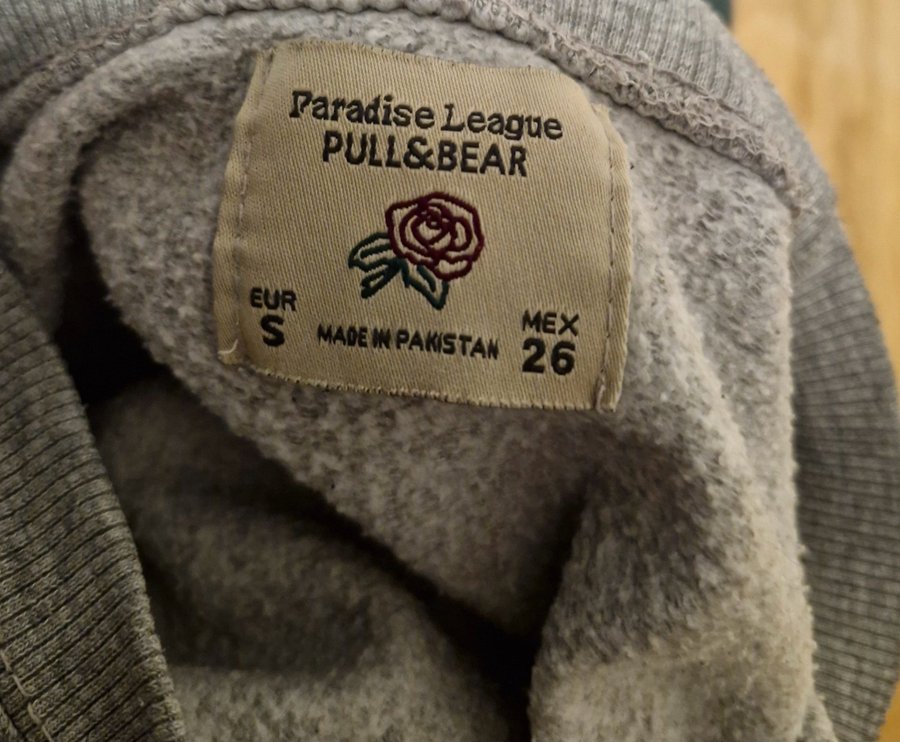 Paradise League
PULL&BEAR
EUR
S
MADE IN PAKISTAN
MEX
26